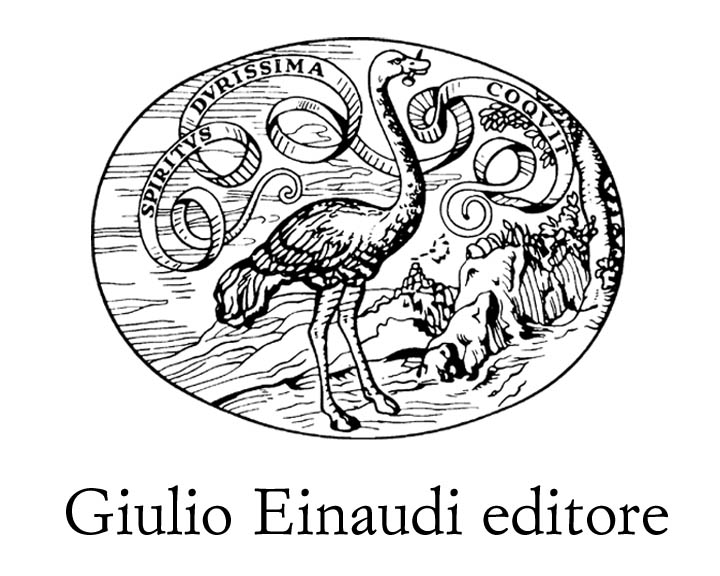 SPIRITVS
DVRISSIMA
COQVIT
Giulio Einaudi editore